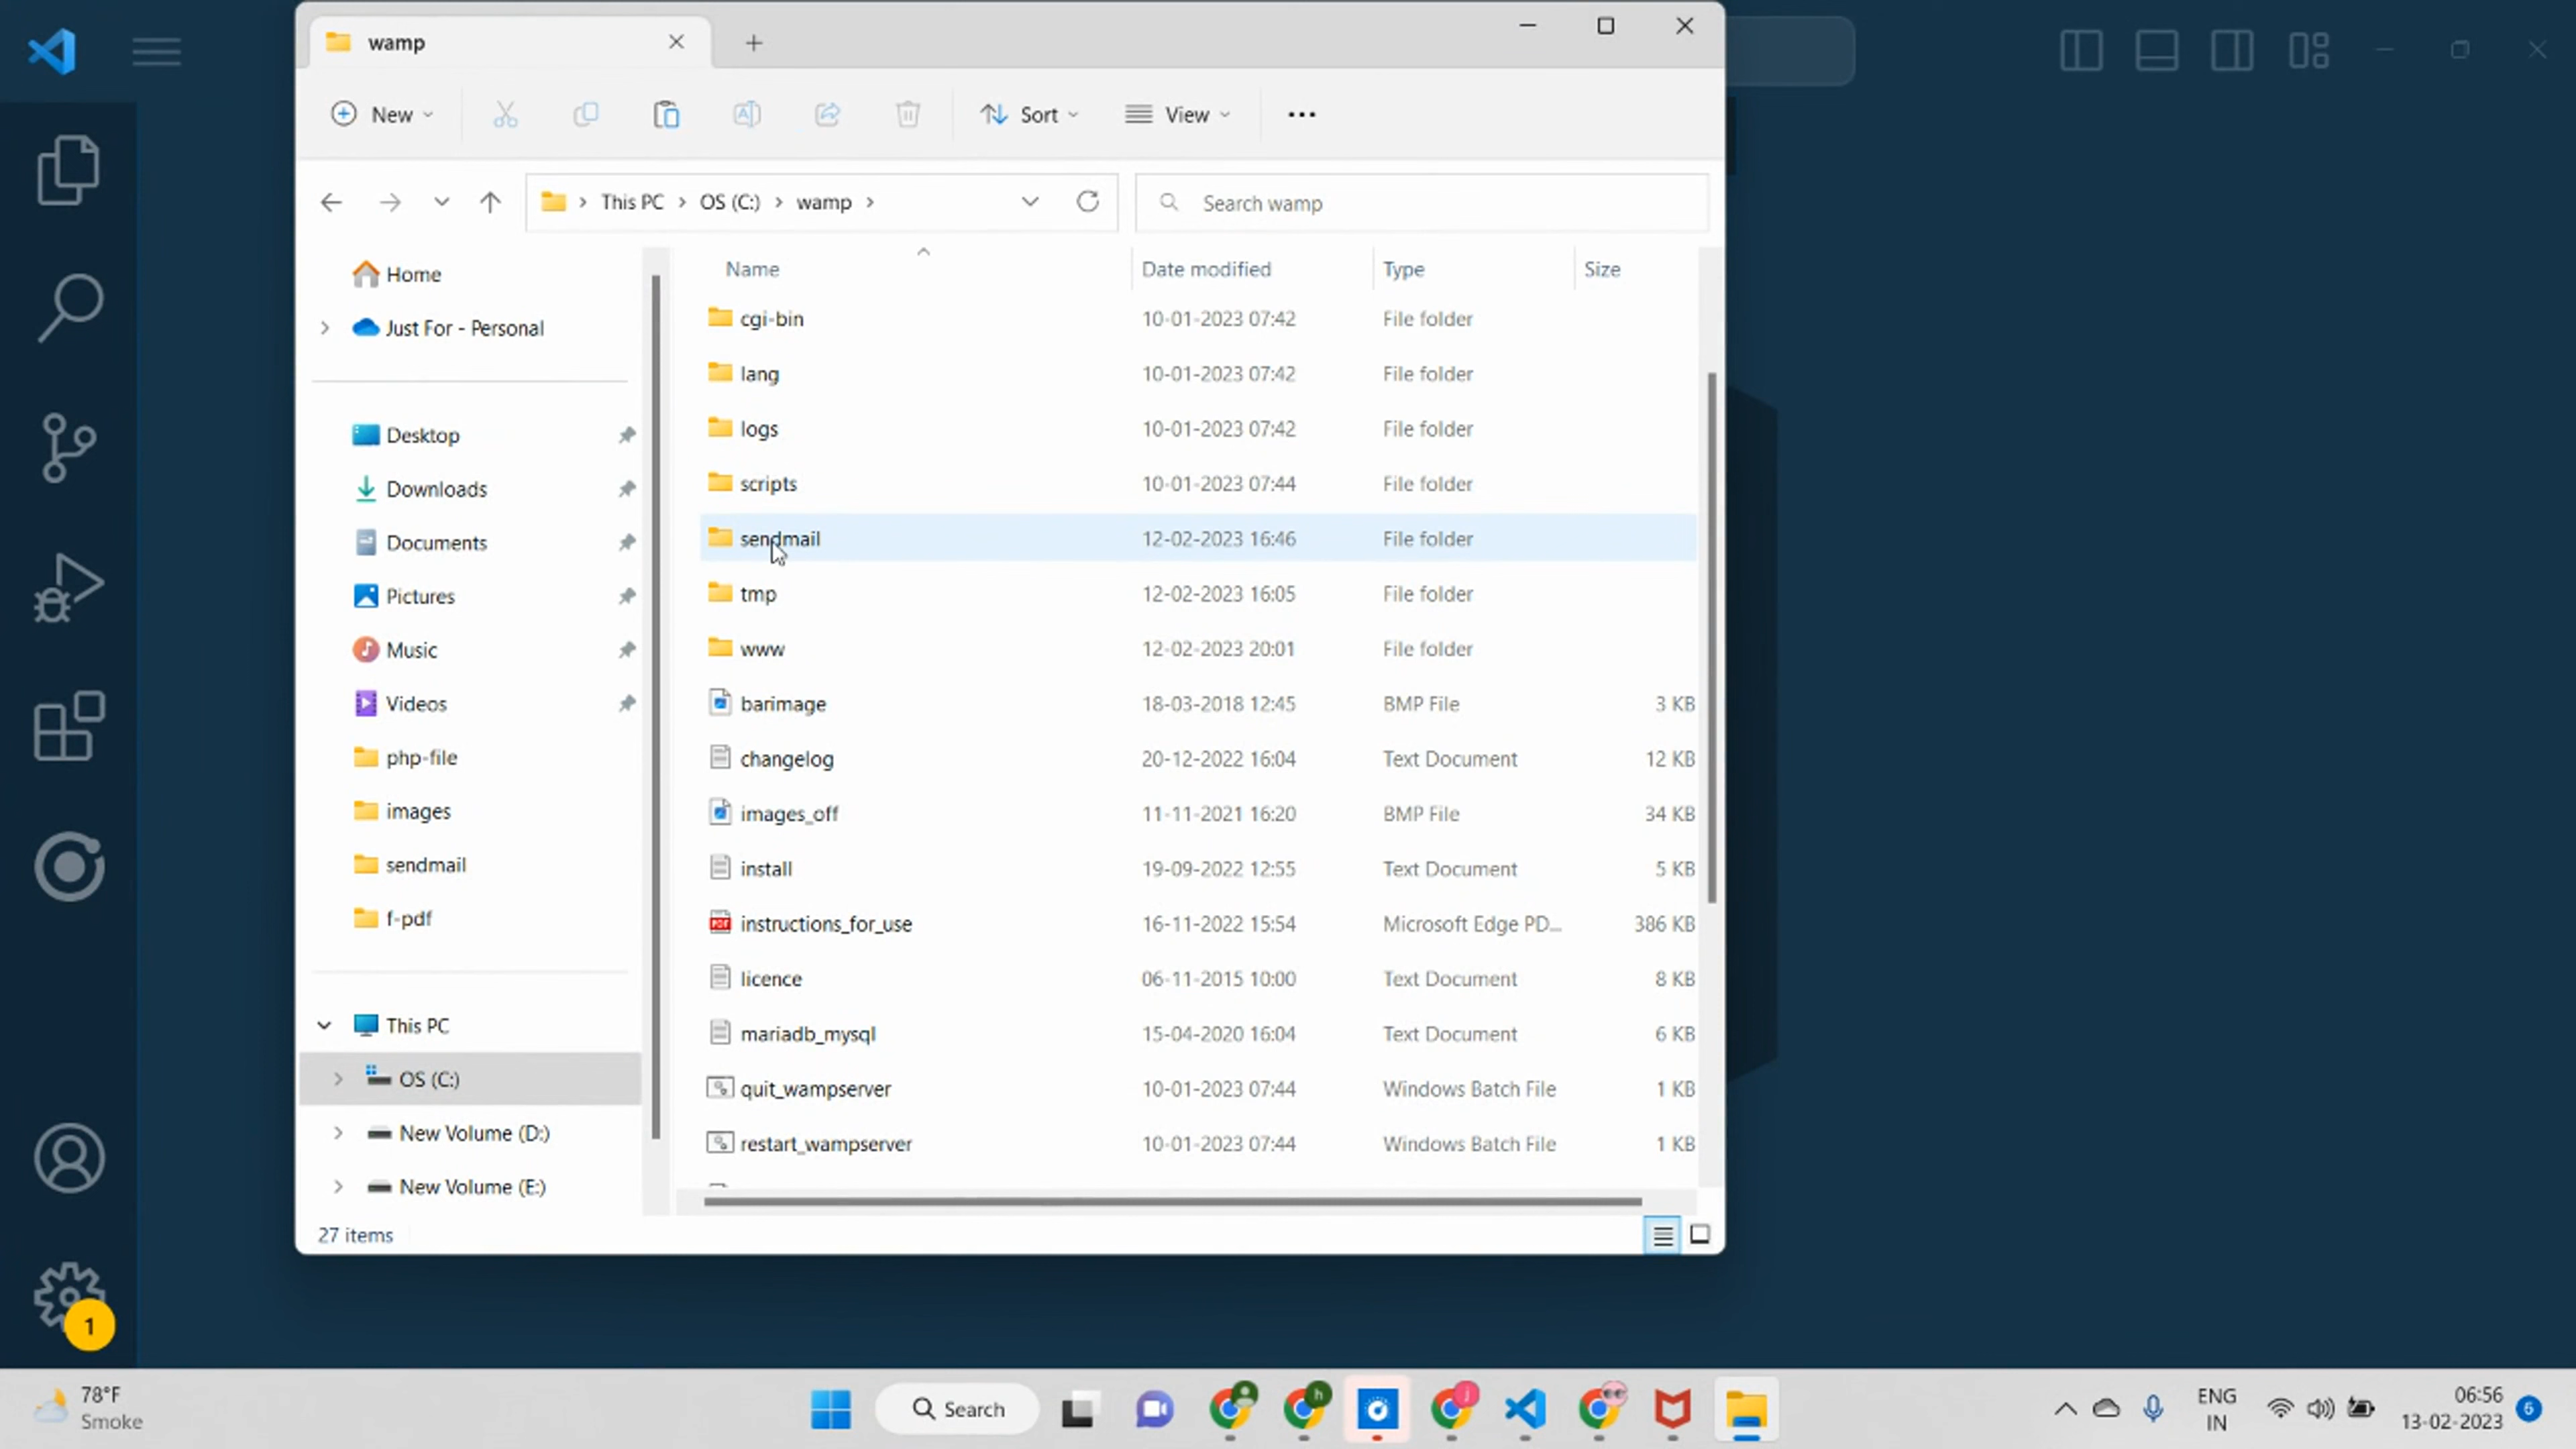 wamp
New
Sort
View
This PC > OS (C:) > wamp >
Search wamp
Home
Just For - Personal
Desktop
Downloads
Documents
Pictures
Music
Videos
php-file
images
sendmail
f-pdf
This PC
OS (C:)
New Volume (D:)
New Volume (E:)
Name Date modified Type Size
cgi-bin 10-01-2023 07:42 File folder
lang 10-01-2023 07:42 File folder
logs 10-01-2023 07:42 File folder
scripts 10-01-2023 07:44 File folder
sendmail 12-02-2023 16:46 File folder
tmp 12-02-2023 16:05 File folder
www 12-02-2023 20:01 File folder
barimage 18-03-2018 12:45 BMP File 3 KB
changelog 20-12-2022 16:04 Text Document 12 KB
images_off 11-11-2021 16:20 BMP File 34 KB
install 19-09-2022 12:55 Text Document 5 KB
instructions_for_use 16-11-2022 15:54 Microsoft Edge PD... 386 KB
licence 06-11-2015 10:00 Text Document 8 KB
mariadb_mysql 15-04-2020 16:04 Text Document 6 KB
quit_wampserver 10-01-2023 07:44 Windows Batch File 1 KB
restart_wampserver 10-01-2023 07:44 Windows Batch File 1 KB
27 items
1
78°F
Smoke
Search
h
j
ENG
IN
06:56
13-02-2023
6